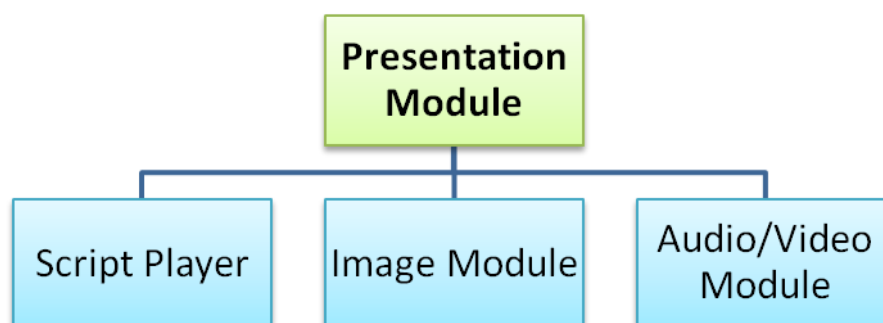 Presentation
Module
Script Player
Image Module
Audio/Video
Module